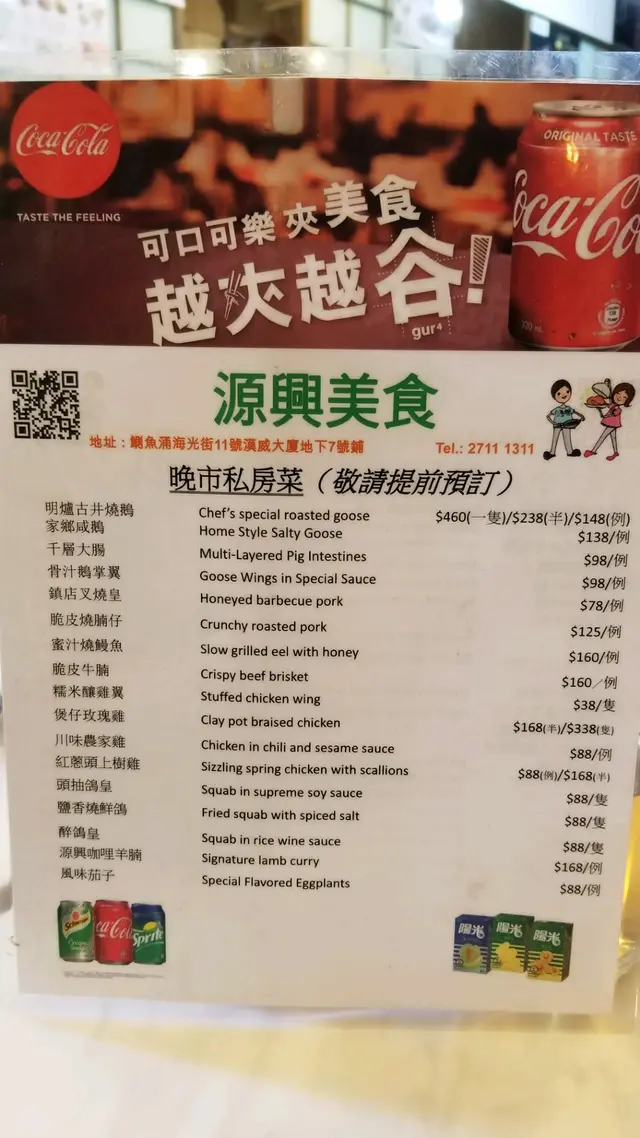 Coca-Cola
TASTE THE FEELING
ORIGINAL TASTE
Coca-Co
可口可樂 夾 美食
越夾越谷!
gur⁴
源興美食
地址：鰂魚涌海光街11號漢威大廈地下7號鋪 Tel.: 2711 1311
晚市私房菜（敬請提前預訂）
明爐古井燒鵝 Chef's special roasted goose $460(一隻)/$238(半)/$148(例)
家鄉咸鵝 Home Style Salty Goose $138/例
千層大腸 Multi-Layered Pig Intestines $98/例
骨汁鵝掌翼 Goose Wings in Special Sauce $98/例
鎮店叉燒皇 Honeyed barbecue pork $78/例
脆皮燒腩仔 Crunchy roasted pork $125/例
蜜汁燒鰻魚 Slow grilled eel with honey $160/例
脆皮牛腩 Crispy beef brisket $160／例
糯米釀雞翼 Stuffed chicken wing $38/隻
煲仔玫瑰雞 Clay pot braised chicken $168(半)/$338(隻)
川味農家雞 Chicken in chili and sesame sauce $88/例
紅蔥頭上樹雞 Sizzling spring chicken with scallions $88(例)/$168(半)
頭抽鴿皇 Squab in supreme soy sauce $88/隻
鹽香燒鮮鴿 Fried squab with spiced salt $88/隻
醉鴿皇 Squab in rice wine sauce $88/隻
源興咖哩羊腩 Signature lamb curry $168/例
風味茄子 Special Flavored Eggplants $88/例
Schweppes
Coca-Cola
Sprite
陽光
陽光
陽光